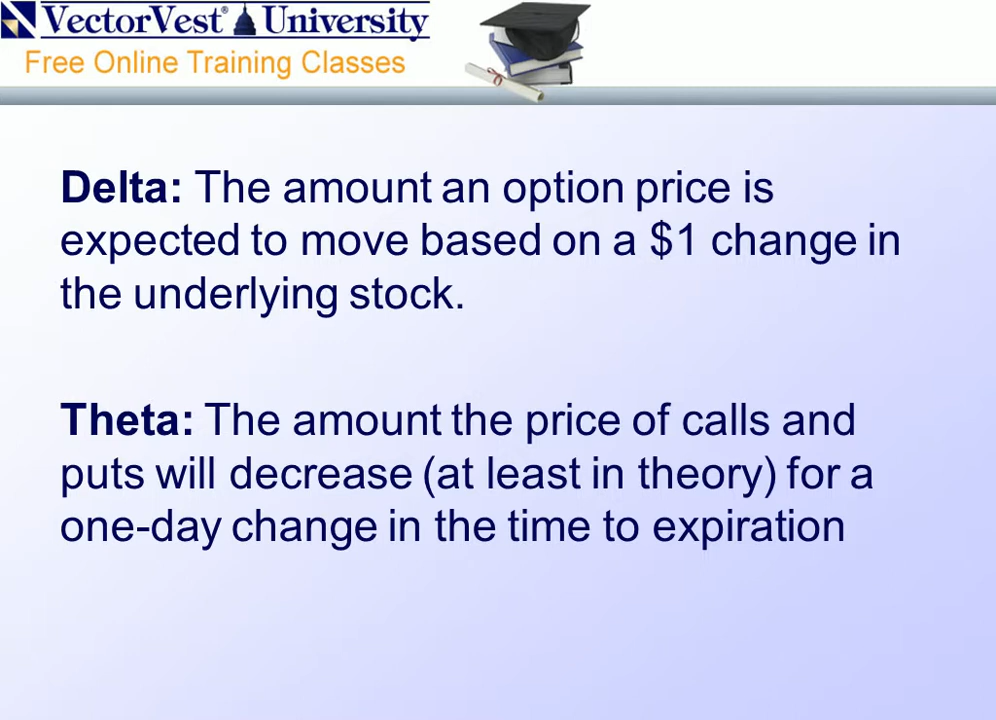 VectorVest® University
Free Online Training Classes
Delta: The amount an option price is
expected to move based on a $1 change in
the underlying stock.
Theta: The amount the price of calls and
puts will decrease (at least in theory) for a
one-day change in the time to expiration